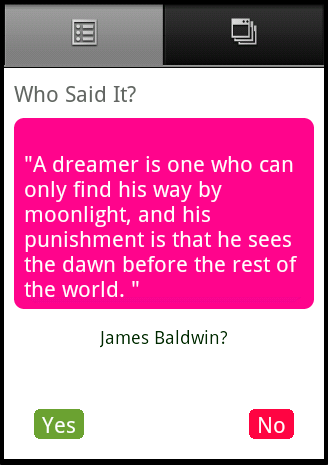 Who Said It?
"A dreamer is one who can
only find his way by
moonlight, and his
punishment is that he sees
the dawn before the rest of
the world. "
James Baldwin?
Yes No